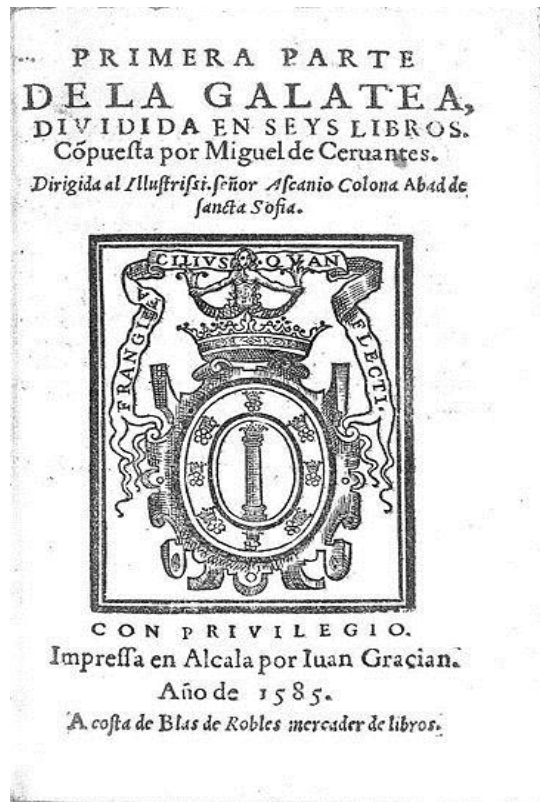 PRIMERA PARTE
DE LA GALATEA,
DIVIDIDA EN SEYS LIBROS.
Cõpuesta por Miguel de Ceruantes.
Dirigida al Illustrissi. señor Ascanio Colona Abad de
sancta Sofia.
FRANGI FA CILIVS QVAN FLECTI.
CON PRIVILEGIO.
Impressa en Alcala por Iuan Gracian.
Año de 1585.
A costa de Blas de Robles mercader de libros.